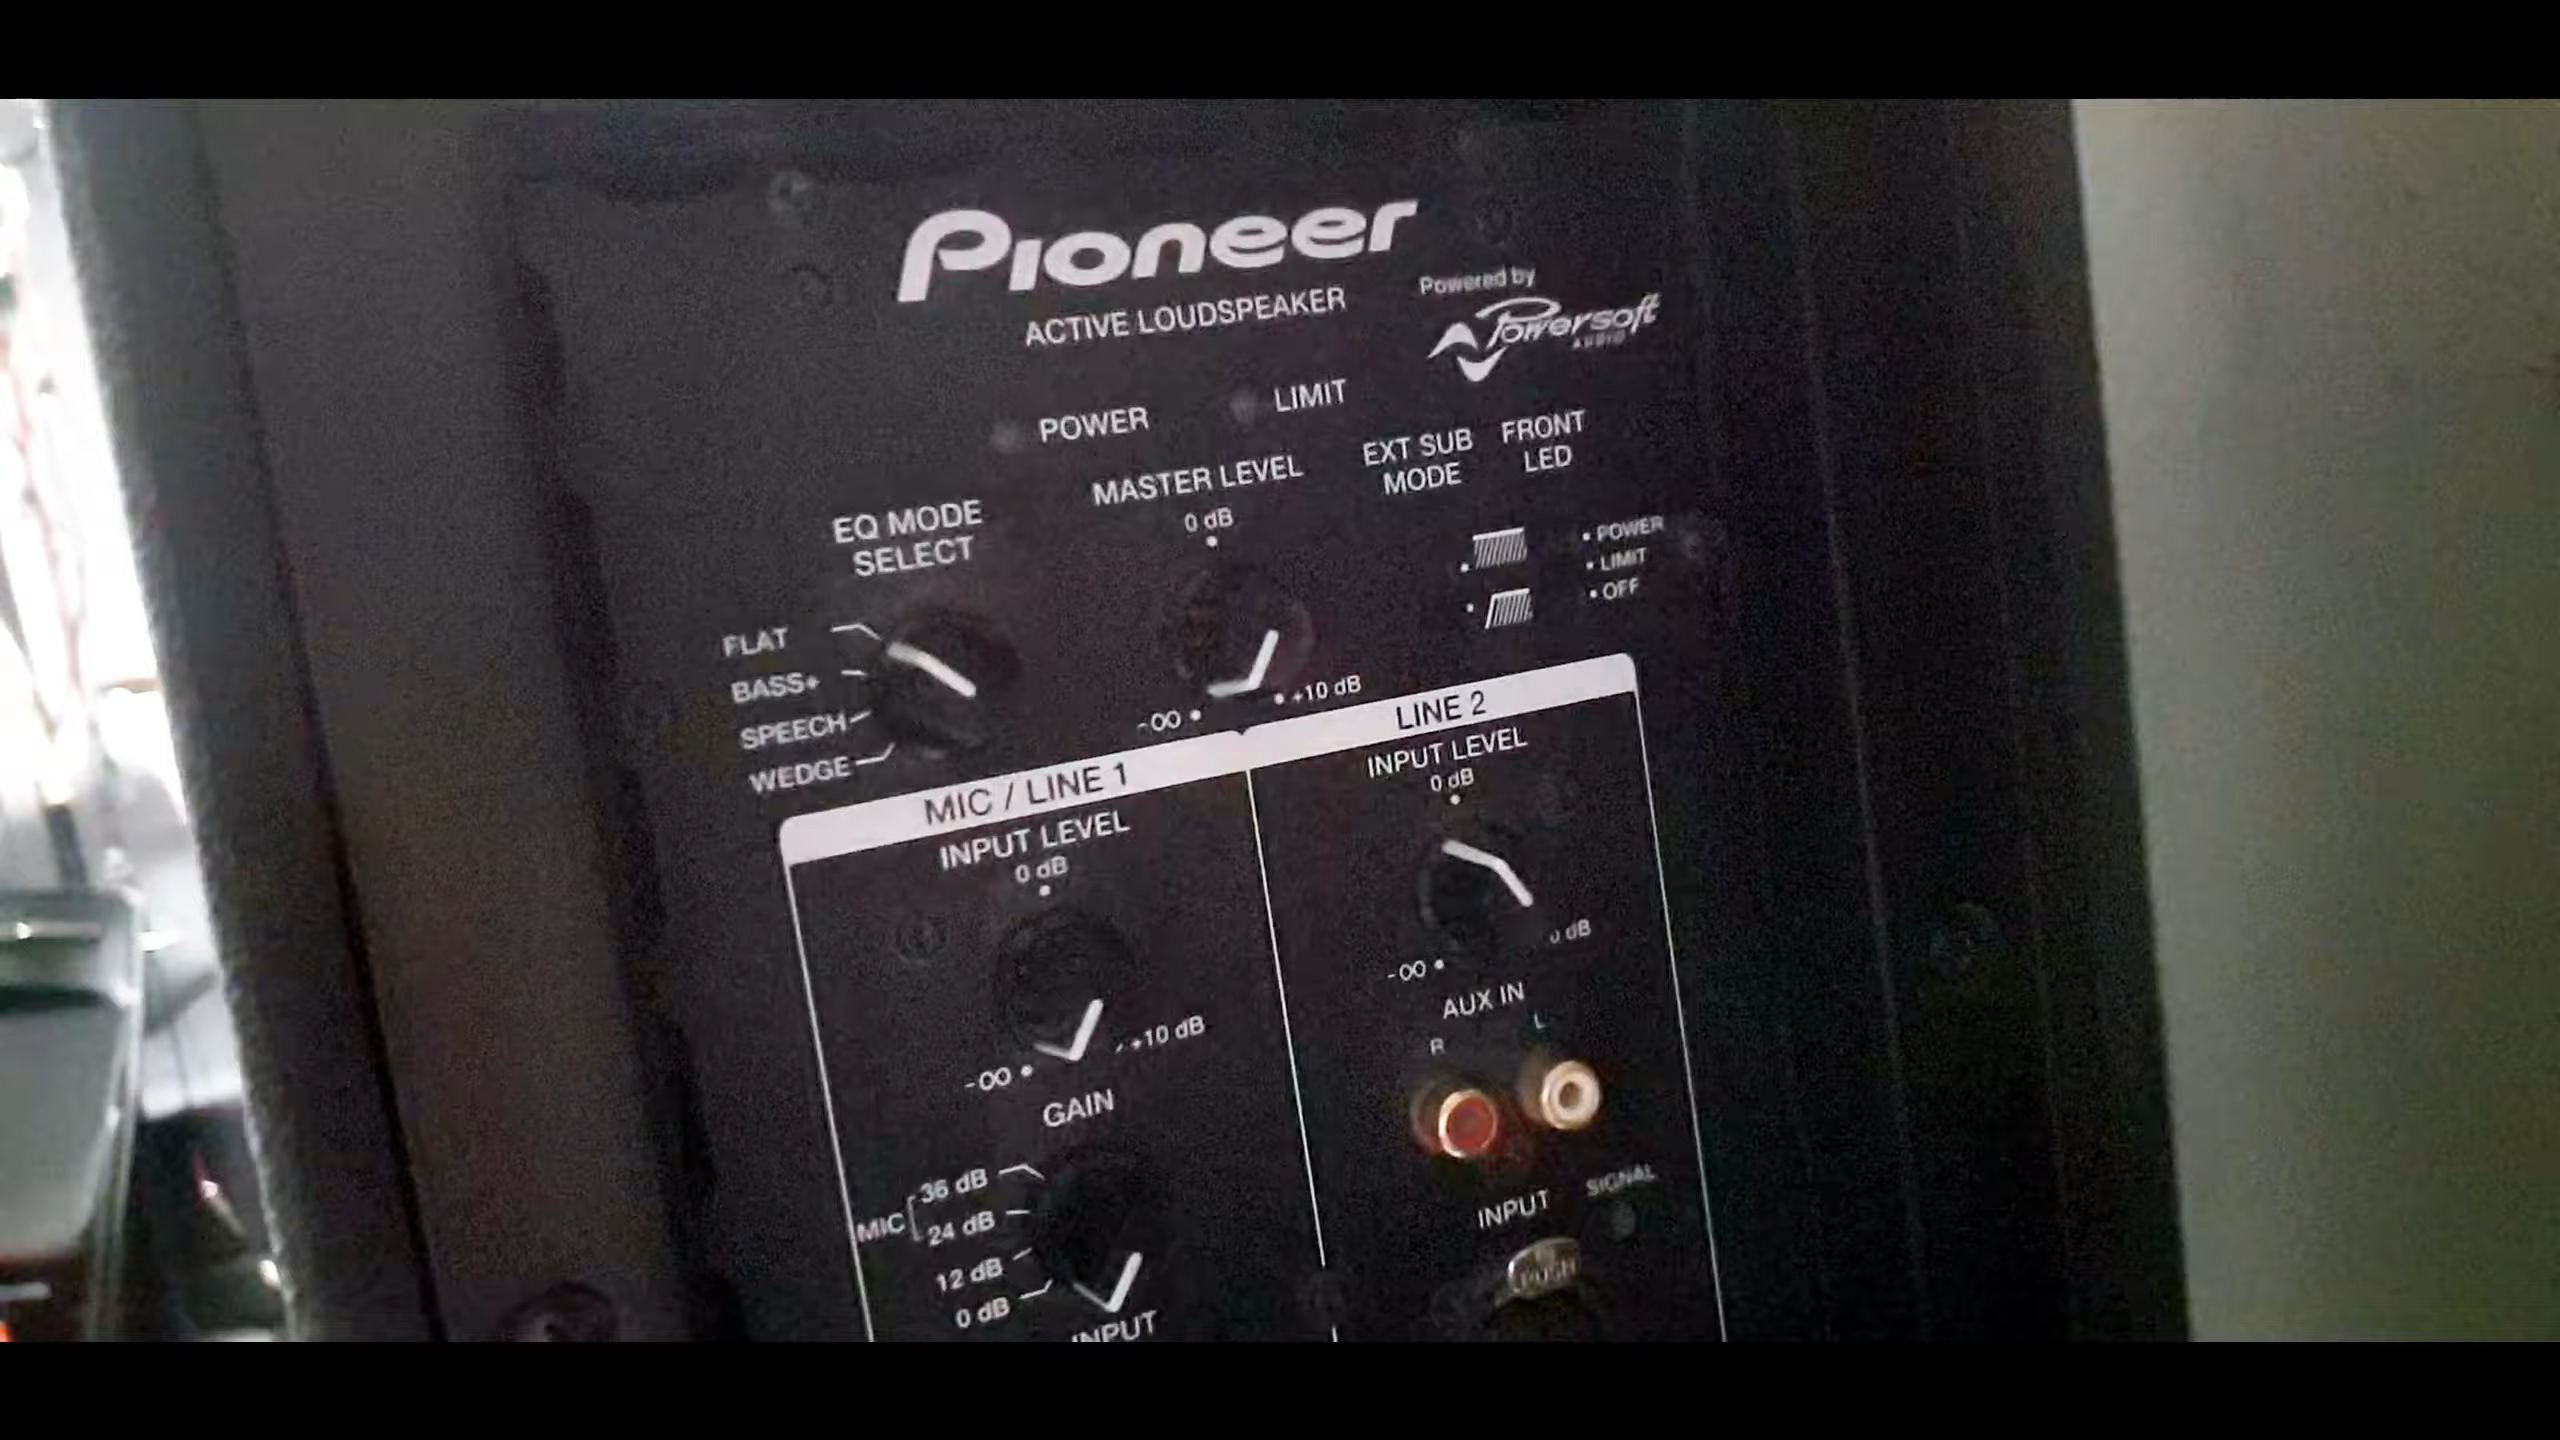 Pioneer
ACTIVE LOUDSPEAKER
Powered by
Powersoft
AUDIO
POWER
LIMIT
EQ MODE
SELECT
FLAT
BASS+
SPEECH
WEDGE
MASTER LEVEL
0 dB
-∞
+10 dB
EXT SUB
MODE
FRONT
LED
POWER
LIMIT
OFF
MIC / LINE 1
INPUT LEVEL
0 dB
-∞
+10 dB
GAIN
MIC
36 dB
24 dB
12 dB
0 dB
INPUT
LINE 2
INPUT LEVEL
0 dB
-∞
0 dB
AUX IN
R
L
INPUT
SIGNAL
PUSH